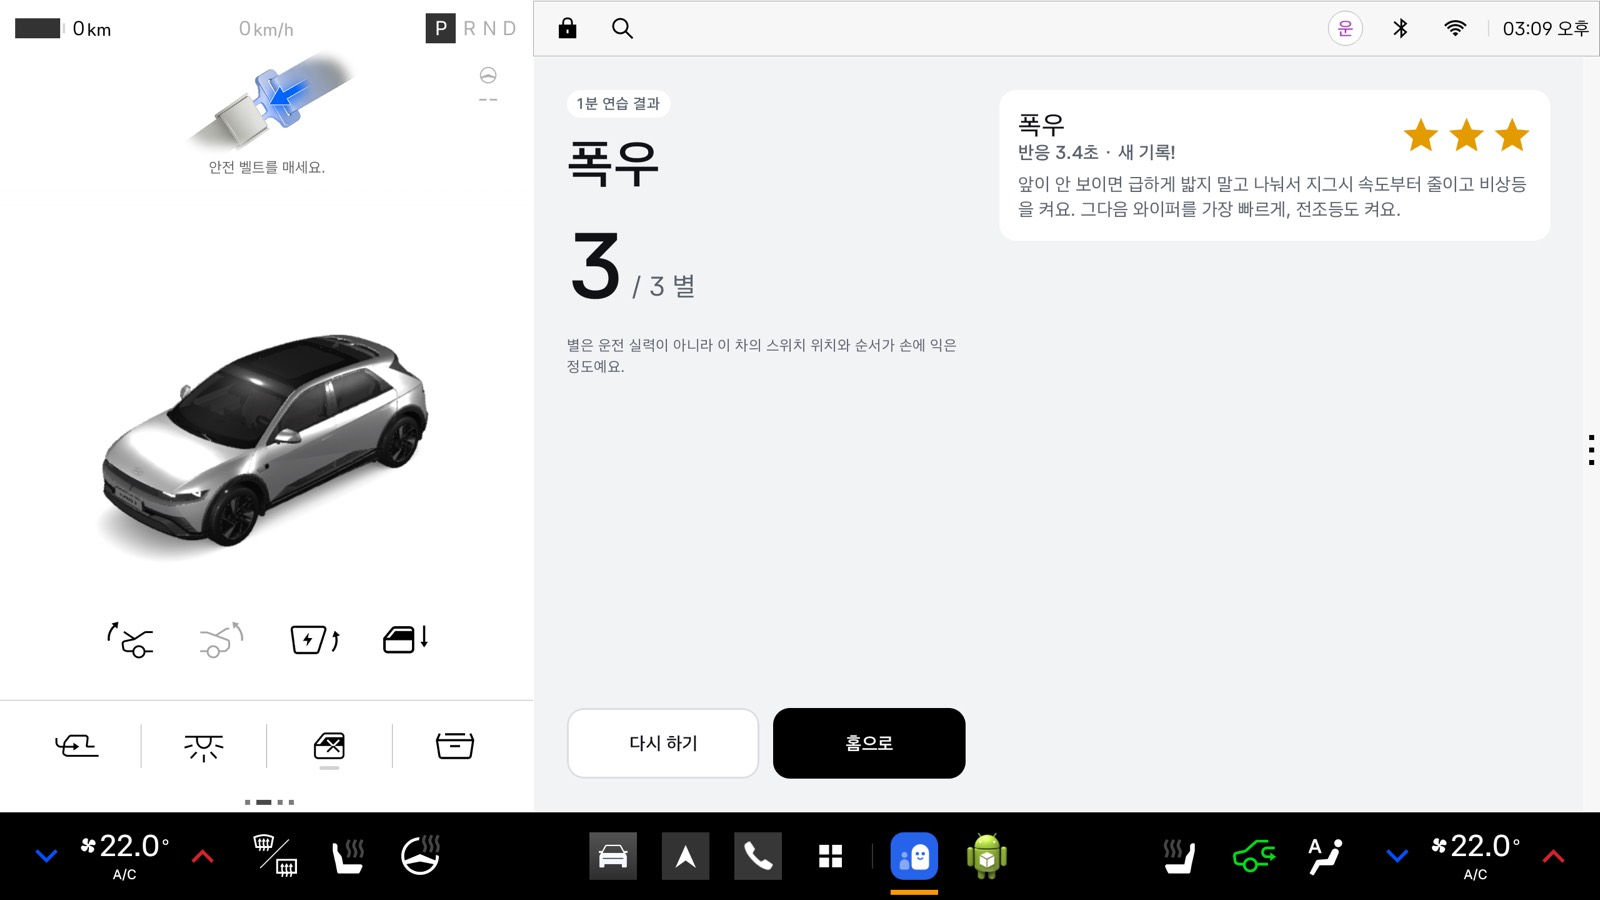 0 km
0 km/h
P R N D
안전 벨트를 매세요.
--
운
03:09 오후
1분 연습 결과
폭우
3 / 3 별
별은 운전 실력이 아니라 이 차의 스위치 위치와 순서가 손에 익은
정도예요.
폭우
반응 3.4초 · 새 기록!
앞이 안 보이면 급하게 밟지 말고 나눠서 지그시 속도부터 줄이고 비상등
을 켜요. 그다음 와이퍼를 가장 빠르게, 전조등도 켜요.
다시 하기
홈으로
22.0°
A/C
A
22.0°
A/C